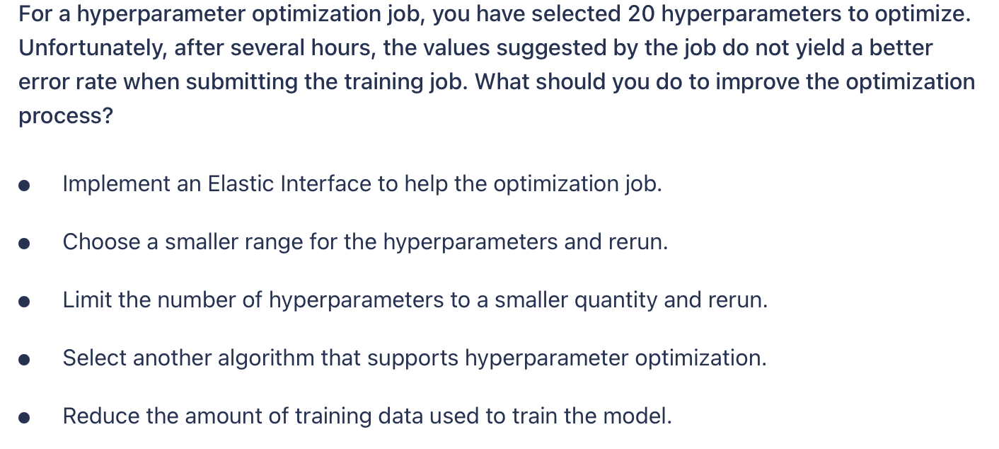 For a hyperparameter optimization job, you have selected 20 hyperparameters to optimize.
Unfortunately, after several hours, the values suggested by the job do not yield a better
error rate when submitting the training job. What should you do to improve the optimization
process?
● Implement an Elastic Interface to help the optimization job.
● Choose a smaller range for the hyperparameters and rerun.
● Limit the number of hyperparameters to a smaller quantity and rerun.
● Select another algorithm that supports hyperparameter optimization.
● Reduce the amount of training data used to train the model.